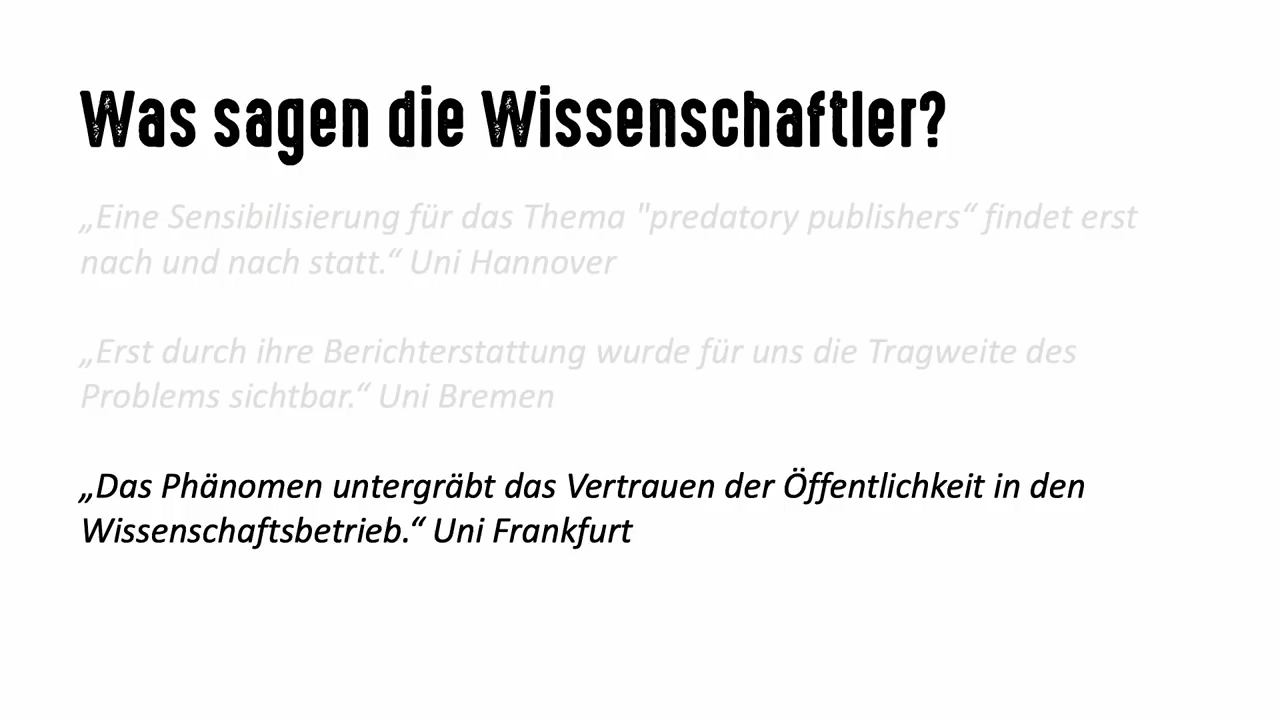 Was sagen die Wissenschaftler?
„Eine Sensibilisierung für das Thema "predatory publishers“ findet erst
nach und nach statt.“ Uni Hannover
„Erst durch ihre Berichterstattung wurde für uns die Tragweite des
Problems sichtbar.“ Uni Bremen
„Das Phänomen untergräbt das Vertrauen der Öffentlichkeit in den
Wissenschaftsbetrieb.“ Uni Frankfurt